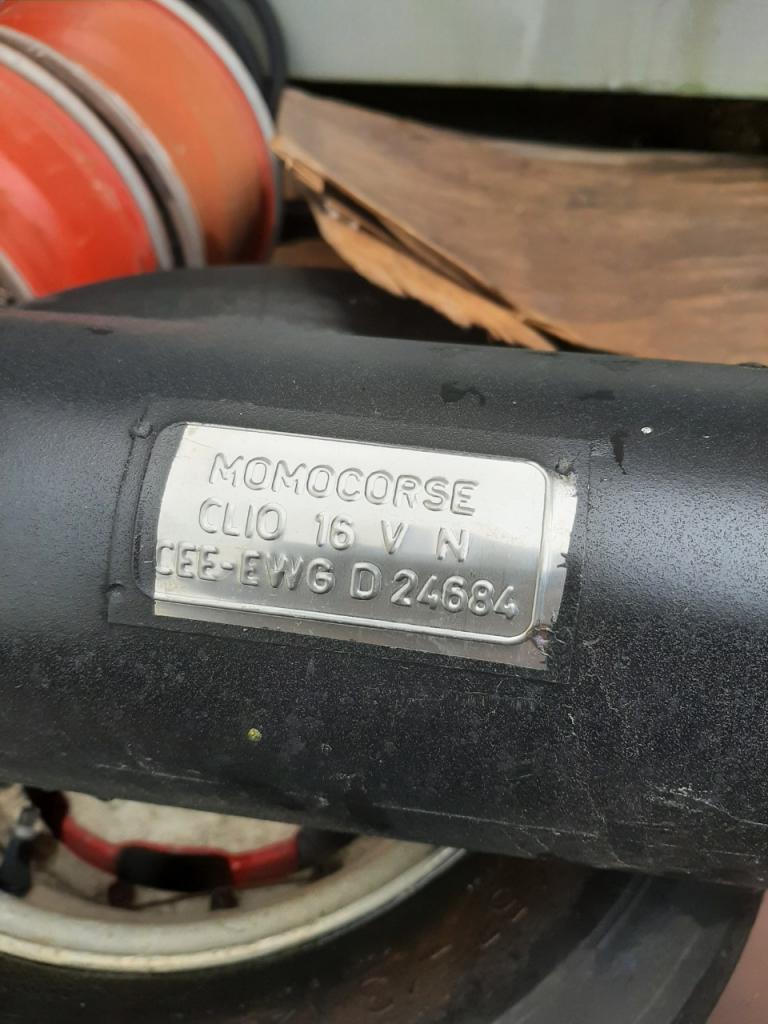 MOMOCORSE
CLIO 16 V N
CEE-EWG D 24684